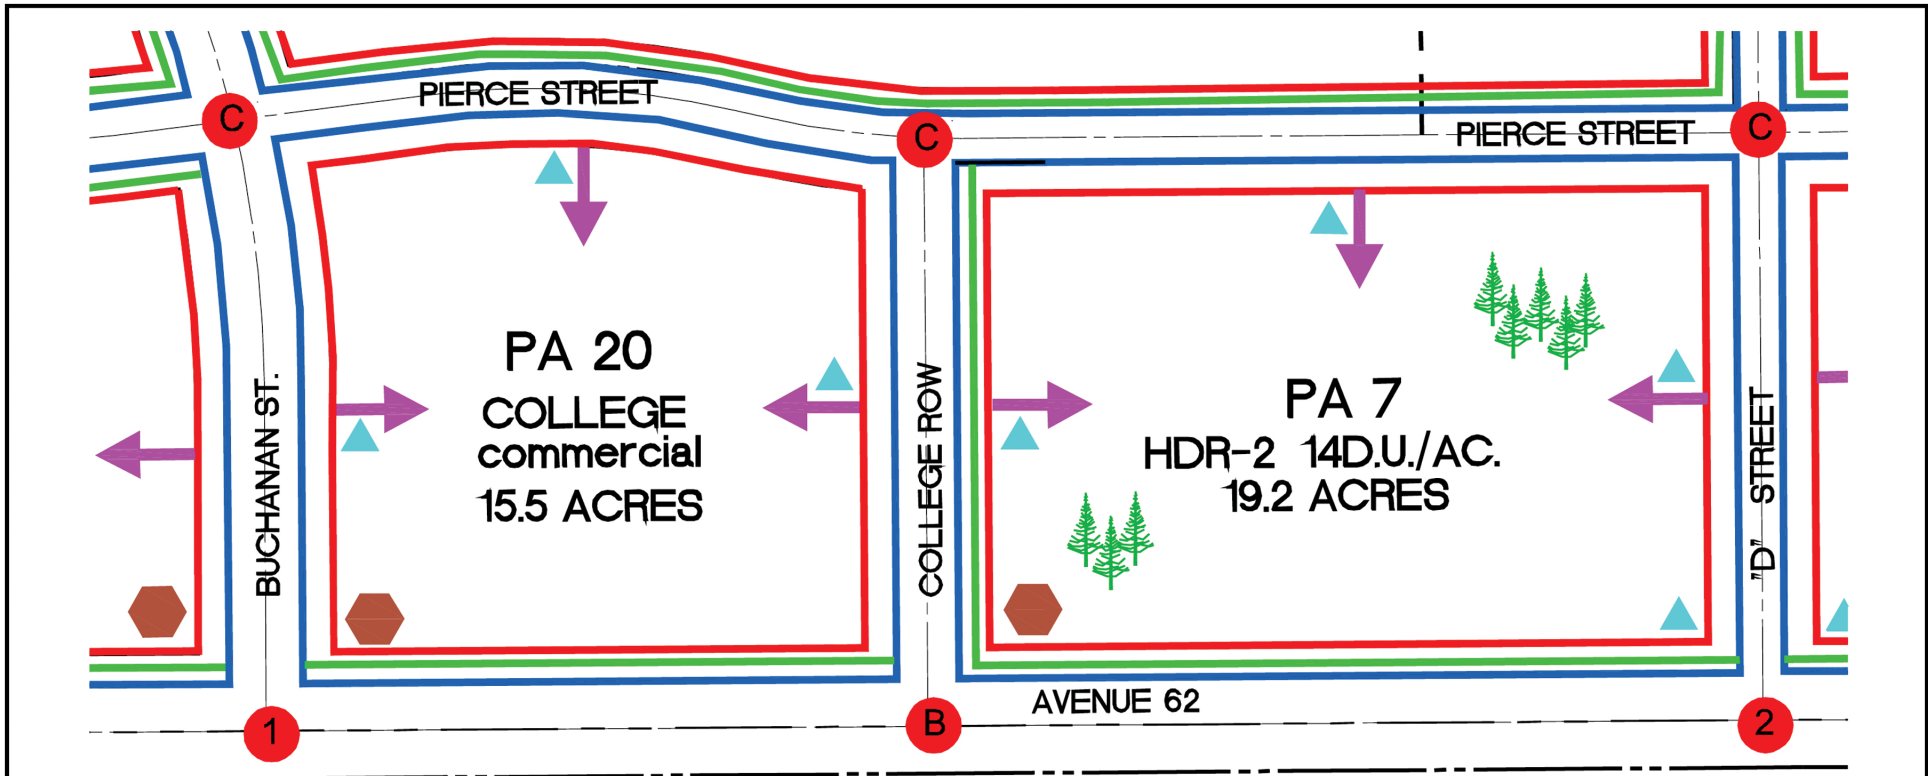 PIERCE STREET
C
C
C
PIERCE STREET
PA 20
COLLEGE
commercial
15.5 ACRES
PA 7
HDR-2 14D.U./AC.
19.2 ACRES
BUCHANAN ST.
COLLEGE ROW
"D" STREET
AVENUE 62
1
B
2